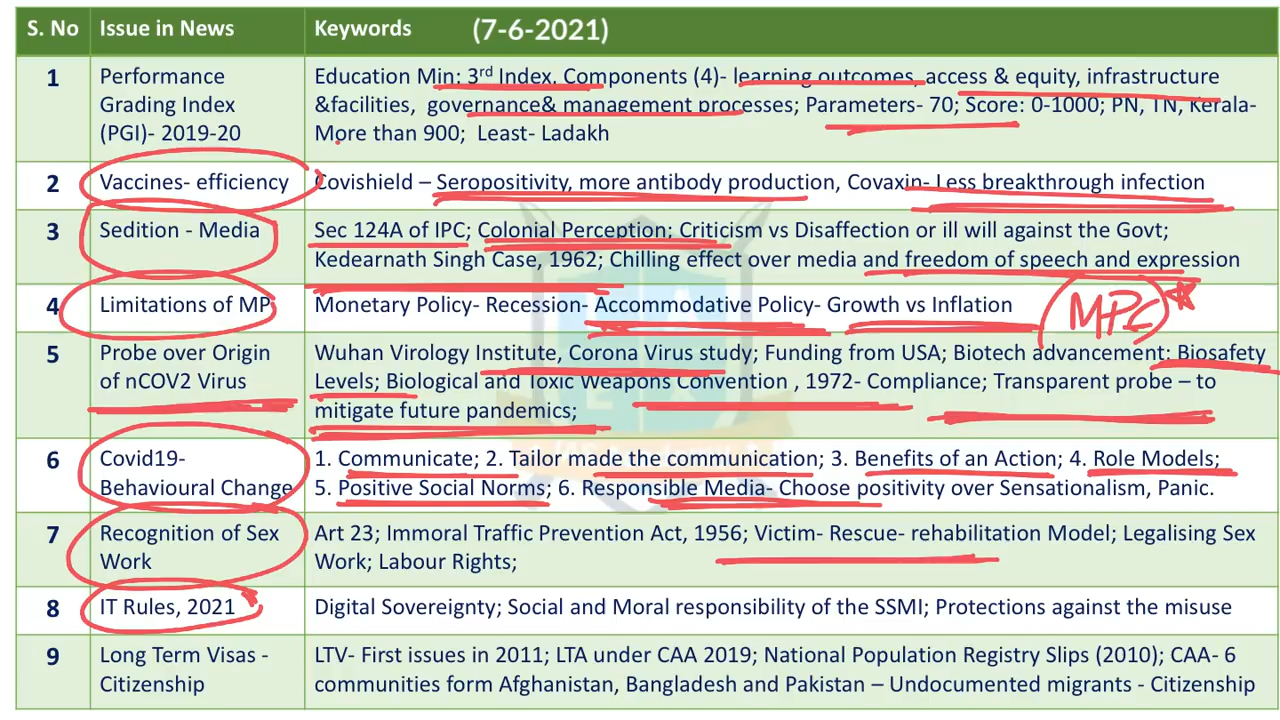 S. No Issue in News Keywords (7-6-2021)
1 Performance Grading Index (PGI)- 2019-20
Education Min: 3rd Index. Components (4)- learning outcomes, access & equity, infrastructure
&facilities, governance& management processes; Parameters- 70; Score: 0-1000; PN, TN, Kerala-
More than 900; Least- Ladakh
2 Vaccines- efficiency
Covishield – Seropositivity, more antibody production, Covaxin- Less breakthrough infection
3 Sedition - Media
Sec 124A of IPC; Colonial Perception; Criticism vs Disaffection or ill will against the Govt;
Kedearnath Singh Case, 1962; Chilling effect over media and freedom of speech and expression
4 Limitations of MP
Monetary Policy- Recession- Accommodative Policy- Growth vs Inflation
MPC
5 Probe over Origin
of nCOV2 Virus
Wuhan Virology Institute, Corona Virus study; Funding from USA; Biotech advancement: Biosafety
Levels; Biological and Toxic Weapons Convention , 1972- Compliance; Transparent probe – to
mitigate future pandemics;
6 Covid19-
Behavioural Change
1. Communicate; 2. Tailor made the communication; 3. Benefits of an Action; 4. Role Models;
5. Positive Social Norms; 6. Responsible Media- Choose positivity over Sensationalism, Panic.
7 Recognition of Sex
Work
Art 23; Immoral Traffic Prevention Act, 1956; Victim- Rescue- rehabilitation Model; Legalising Sex
Work; Labour Rights;
8 IT Rules, 2021
Digital Sovereignty; Social and Moral responsibility of the SSMI; Protections against the misuse
9 Long Term Visas -
Citizenship
LTV- First issues in 2011; LTA under CAA 2019; National Population Registry Slips (2010); CAA- 6
communities form Afghanistan, Bangladesh and Pakistan – Undocumented migrants - Citizenship